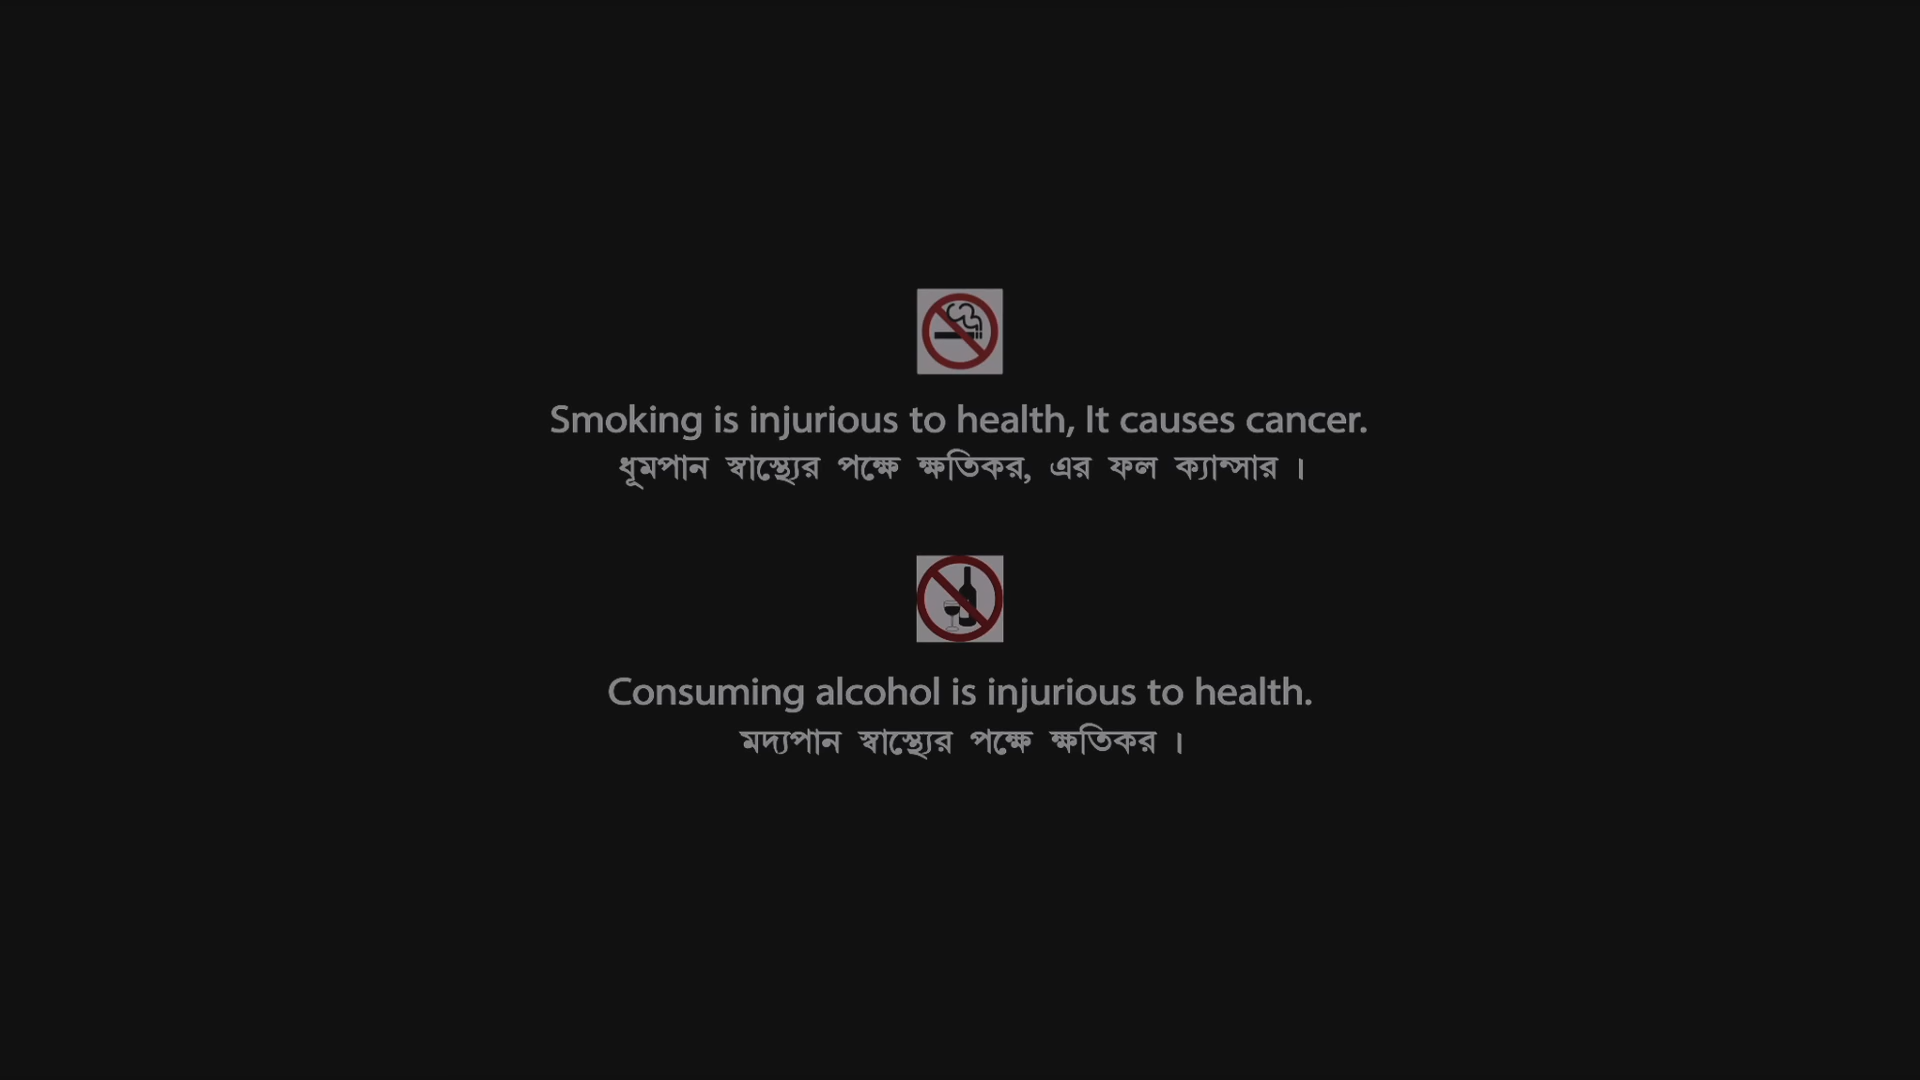 Smoking is injurious to health, It causes cancer.
ধূমপান স্বাস্থ্যের পক্ষে ক্ষতিকর, এর ফল ক্যান্সার ।
Consuming alcohol is injurious to health.
মদ্যপান স্বাস্থ্যের পক্ষে ক্ষতিকর ।